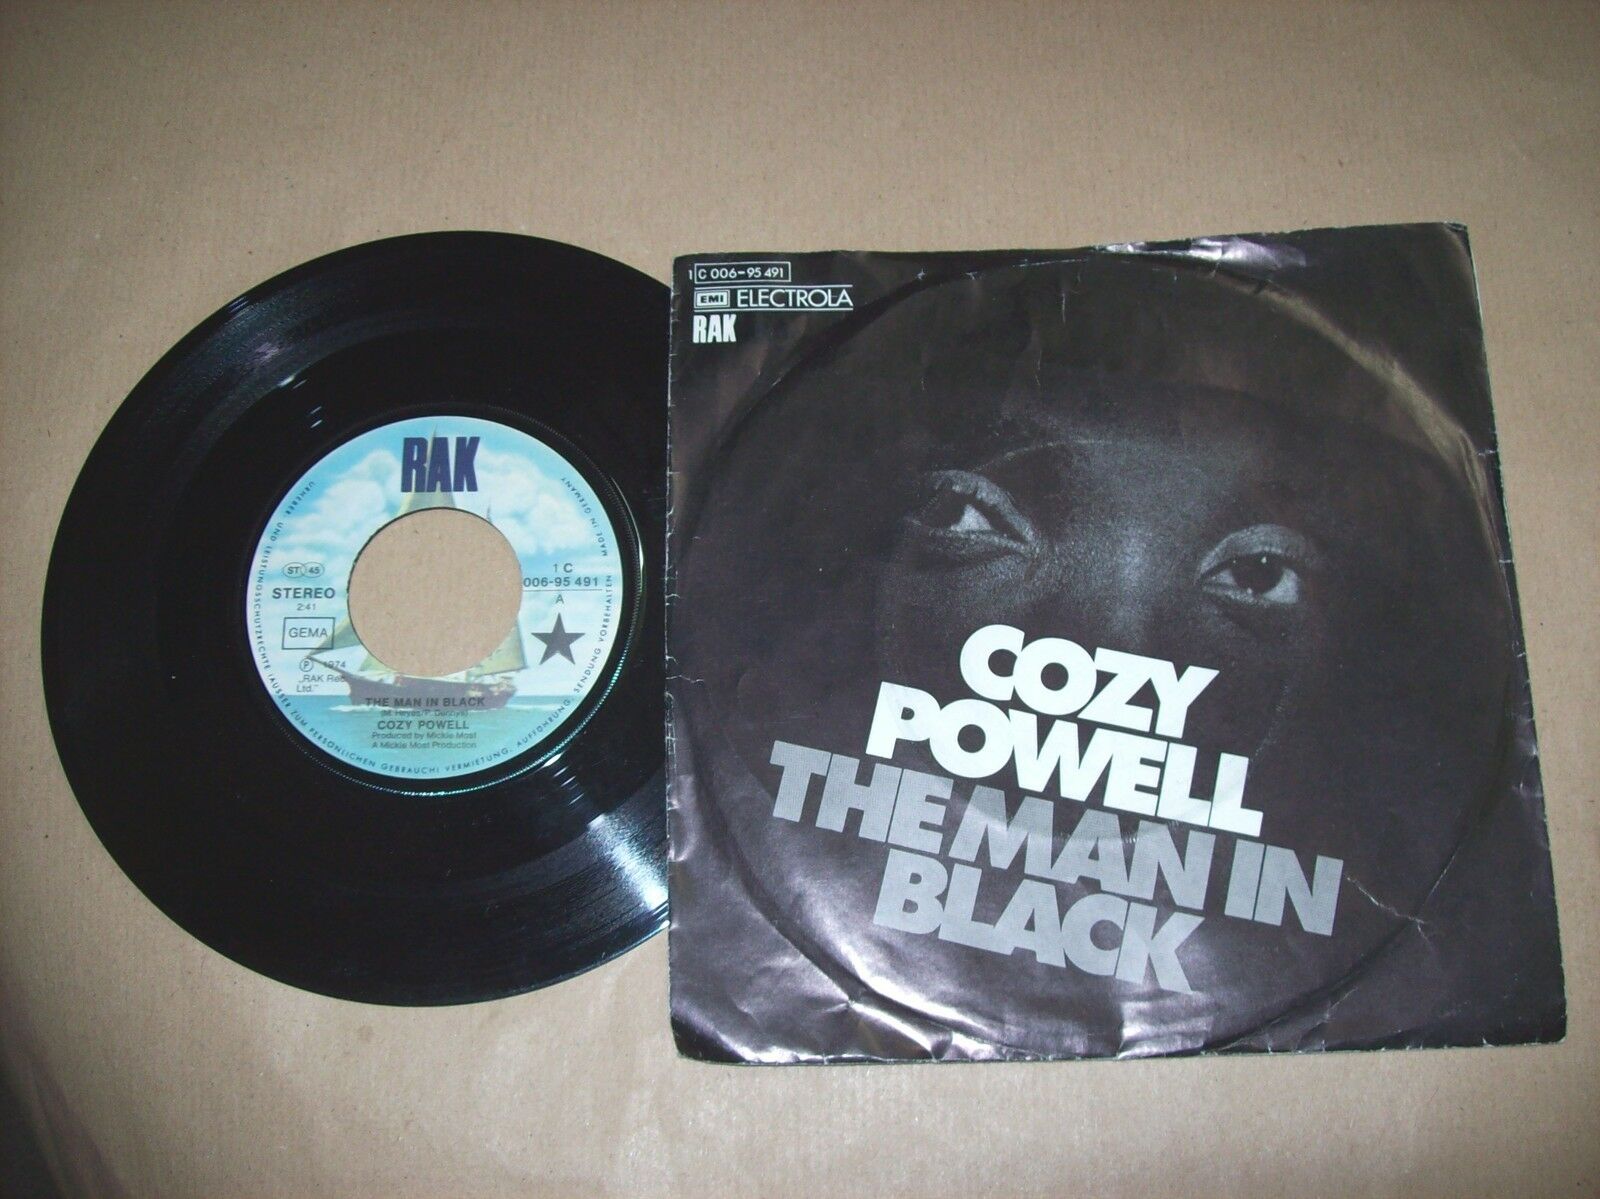 RAK
ST 45
STEREO
2:41
GEMA
P 1974
"RAK Rec.
Ltd."
1 C
006-95 491
A
THE MAN IN BLACK
COZY POWELL
Produced by Mickie Most
A Mickie Most Production
URHEBER- UND LEISTUNGSSCHUTZRECHTE (AUSSER ZUM PERSÖNLICHEN GEBRAUCH) VERMIETUNG, AUFFÜHRUNG, SENDUNG VORBEHALTEN · MADE IN GERMANY
1 C 006-95 491
EMI ELECTROLA
RAK
COZY
POWELL
THE MAN IN
BLACK